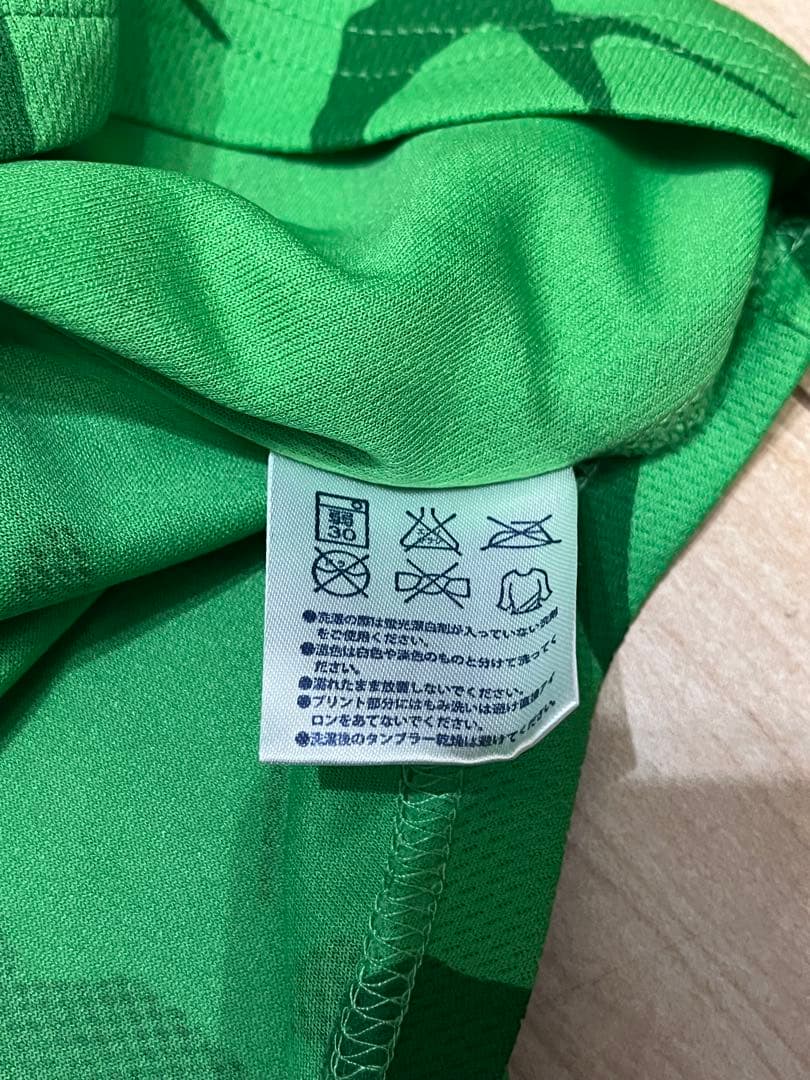 弱
30
●洗濯の際は蛍光漂白剤が入っていない洗剤
をご使用ください。
●濃色は白色や淡色のものと分けて洗ってく
ださい。
●濡れたまま放置しないでください。
●プリント部分にはもみ洗いは避け直接アイ
ロンをあてないでください。
●洗濯後のタンブラー乾燥は避けてください。